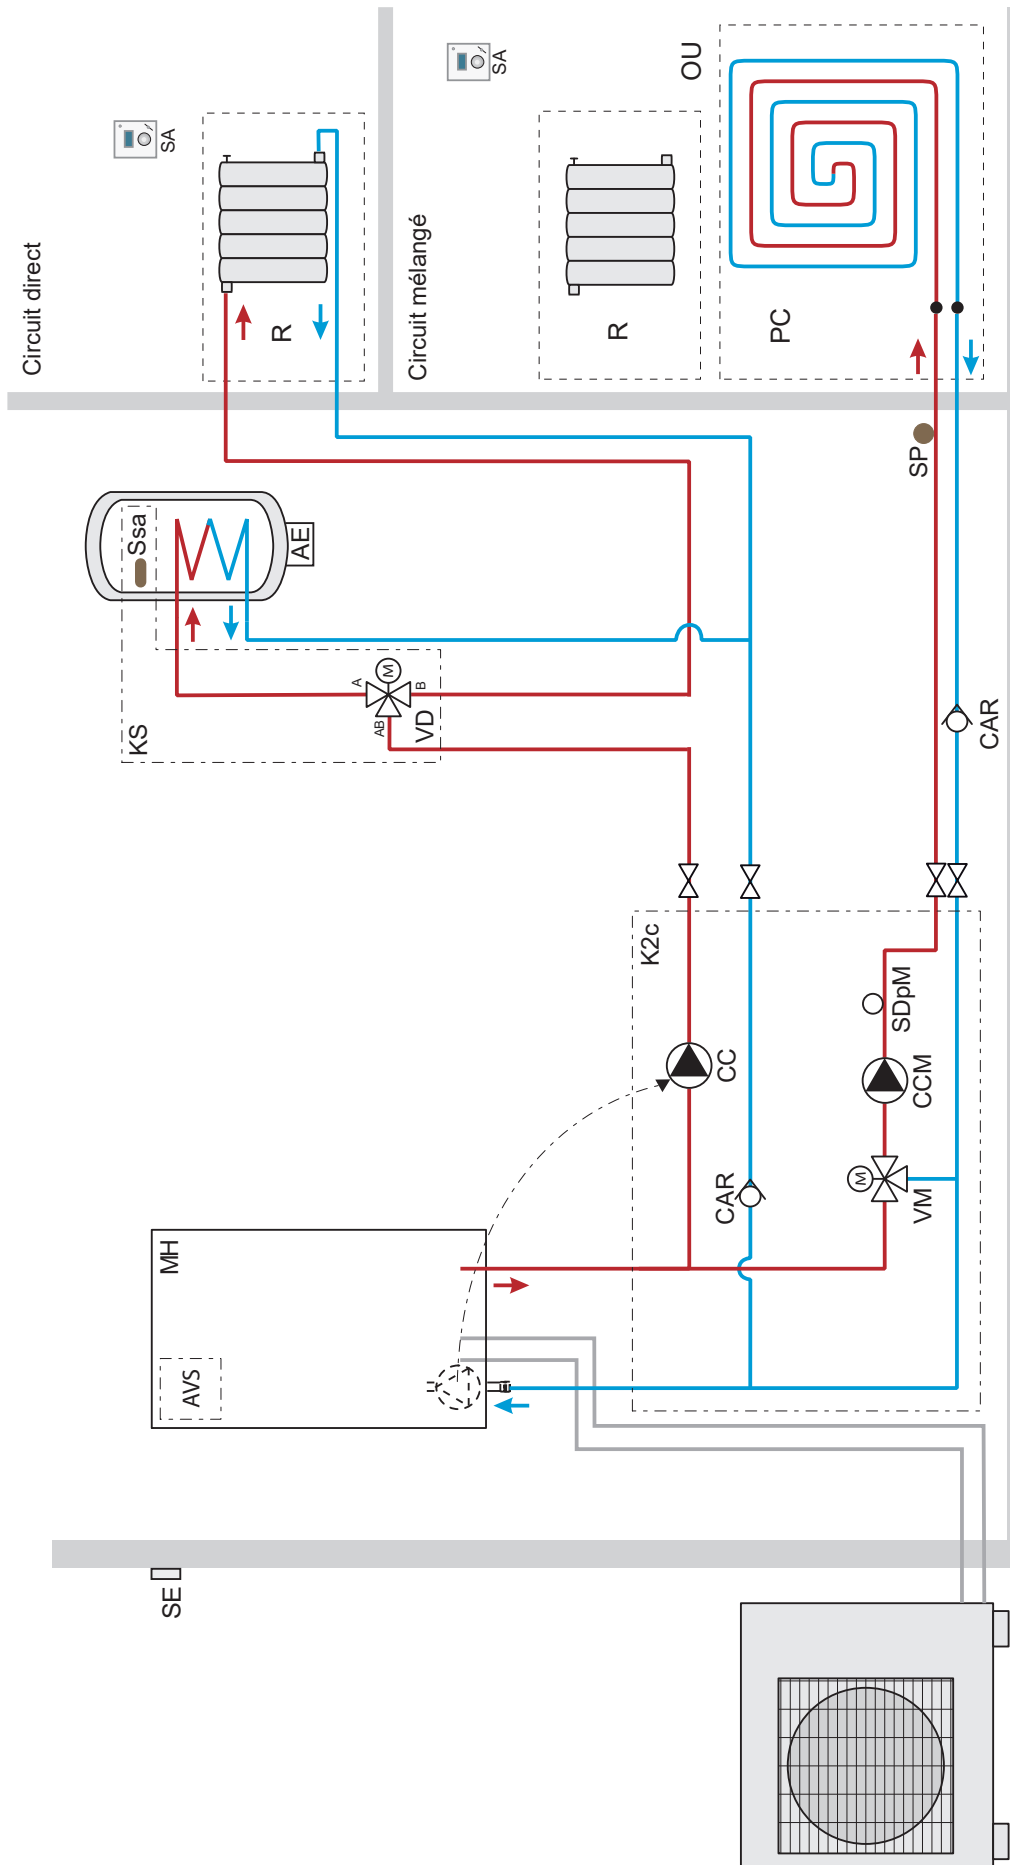 Circuit direct
SA
R
Circuit mélangé
SA
R
OU
PC
SP
Ssa
AE
KS
A
M
B
AB
VD
CAR
K2c
CC
SDpM
CCM
CAR
M
VM
MH
AVS
SE